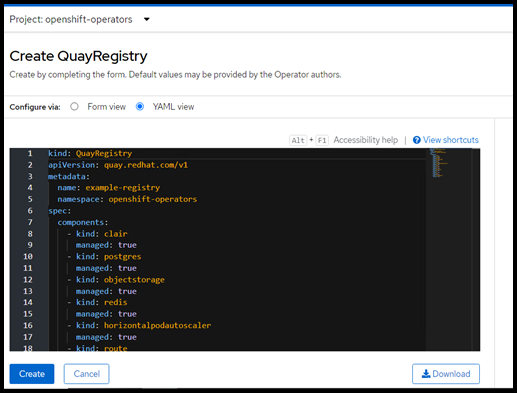 Project: openshift-operators
Create QuayRegistry
Create by completing the form. Default values may be provided by the Operator authors.
Configure via: Form view YAML view
Alt + F1 Accessibility help | View shortcuts
1 kind: QuayRegistry
2 apiVersion: quay.redhat.com/v1
3 metadata:
4 name: example-registry
5 namespace: openshift-operators
6 spec:
7 components:
8 - kind: clair
9 managed: true
10 - kind: postgres
11 managed: true
12 - kind: objectstorage
13 managed: true
14 - kind: redis
15 managed: true
16 - kind: horizontalpodautoscaler
17 managed: true
18 - kind: route
Create Cancel Download